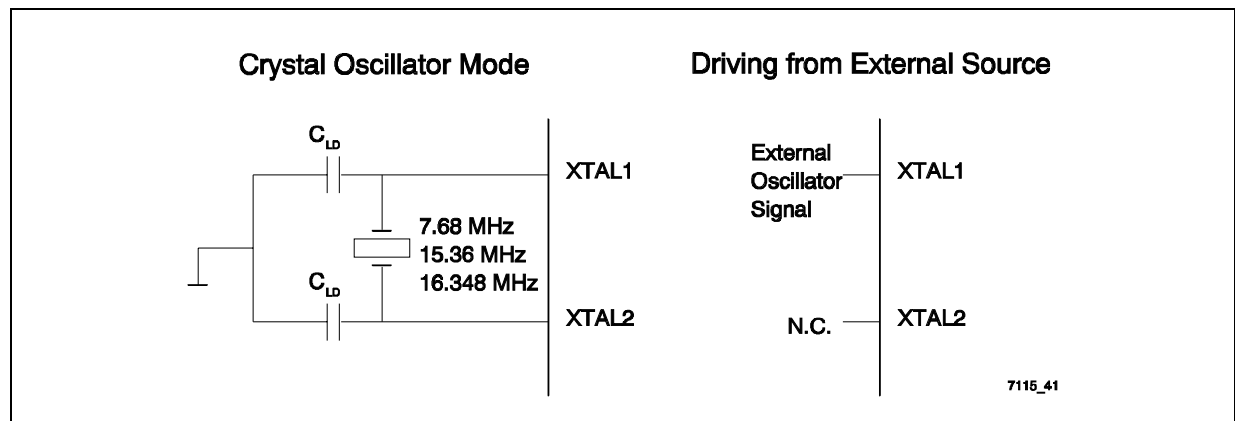 Crystal Oscillator Mode
Driving from External Source
C_LD
XTAL1
7.68 MHz
15.36 MHz
16.348 MHz
C_LD
XTAL2
External
Oscillator
Signal
XTAL1
N.C.
XTAL2
7115_41